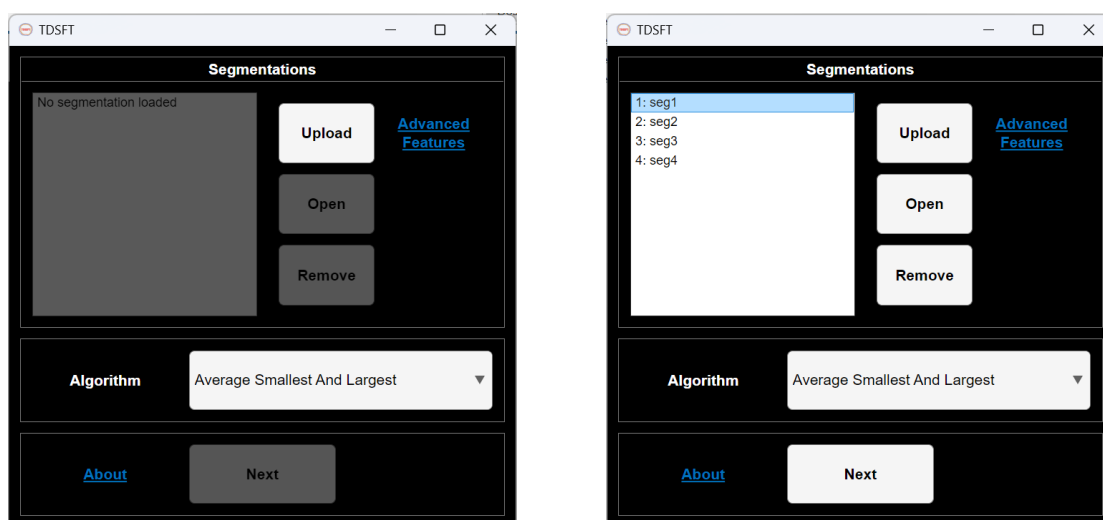 TDSFT
Segmentations
No segmentation loaded
Upload
Advanced
Features
Open
Remove
Algorithm
Average Smallest And Largest
About
Next
TDSFT
Segmentations
1: seg1
2: seg2
3: seg3
4: seg4
Upload
Advanced
Features
Open
Remove
Algorithm
Average Smallest And Largest
About
Next